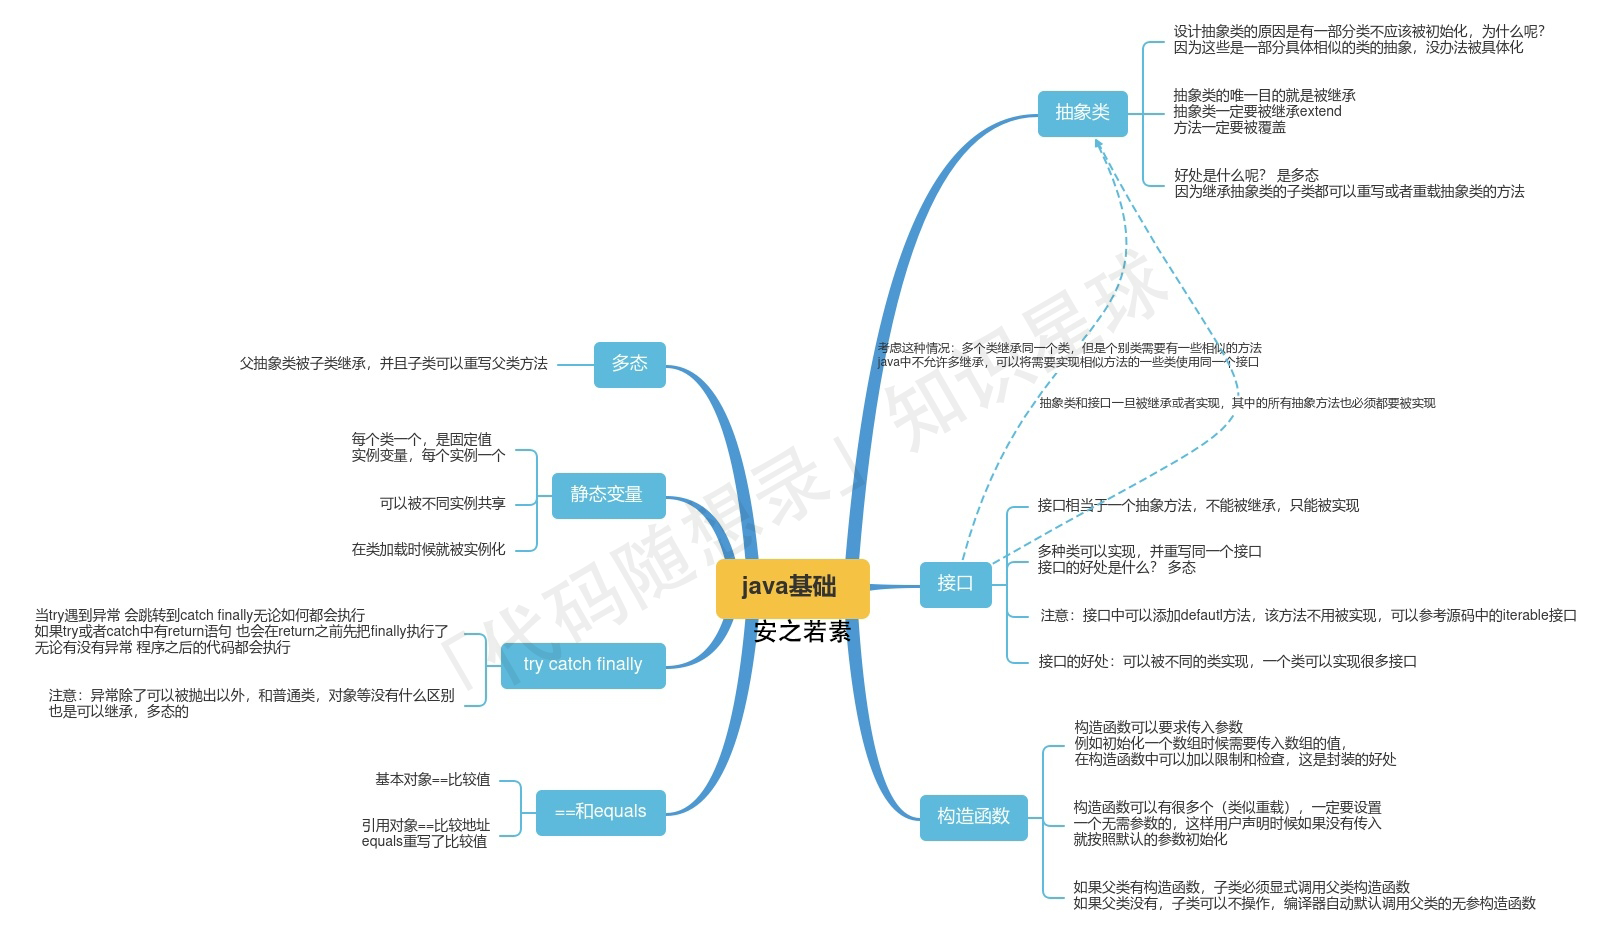 java基础
安之若素
抽象类
设计抽象类的原因是有一部分类不应该被初始化，为什么呢？
因为这些是一部分具体相似的类的抽象，没办法被具体化
抽象类的唯一目的就是被继承
抽象类一定要被继承extend
方法一定要被覆盖
好处是什么呢？ 是多态
因为继承抽象类的子类都可以重写或者重载抽象类的方法
考虑这种情况：多个类继承同一个类，但是个别类需要有一些相似的方法
java中不允许多继承，可以将需要实现相似方法的一些类使用同一个接口
抽象类和接口一旦被继承或者实现，其中的所有抽象方法也必须都要被实现
接口
接口相当于一个抽象方法，不能被继承，只能被实现
多种类可以实现，并重写同一个接口
接口的好处是什么？ 多态
注意：接口中可以添加defautl方法，该方法不用被实现，可以参考源码中的iterable接口
接口的好处：可以被不同的类实现，一个类可以实现很多接口
构造函数
构造函数可以要求传入参数
例如初始化一个数组时候需要传入数组的值，
在构造函数中可以加以限制和检查，这是封装的好处
构造函数可以有很多个（类似重载），一定要设置
一个无需参数的，这样用户声明时候如果没有传入
就按照默认的参数初始化
如果父类有构造函数，子类必须显式调用父类构造函数
如果父类没有，子类可以不操作，编译器自动默认调用父类的无参构造函数
多态
父抽象类被子类继承，并且子类可以重写父类方法
静态变量
每个类一个，是固定值
实例变量，每个实例一个
可以被不同实例共享
在类加载时候就被实例化
try catch finally
当try遇到异常 会跳转到catch finally无论如何都会执行
如果try或者catch中有return语句 也会在return之前先把finally执行了
无论有没有异常 程序之后的代码都会执行
注意：异常除了可以被抛出以外，和普通类，对象等没有什么区别
也是可以继承，多态的
==和equals
基本对象==比较值
引用对象==比较地址
equals重写了比较值
「代码随想录」知识星球